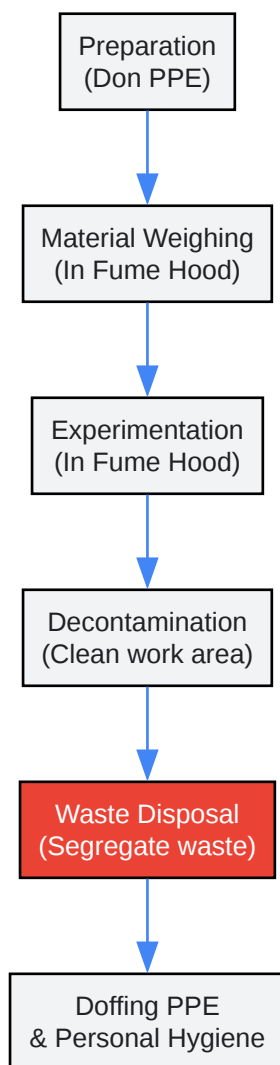 Preparation
(Don PPE)
Material Weighing
(In Fume Hood)
Experimentation
(In Fume Hood)
Decontamination
(Clean work area)
Waste Disposal
(Segregate waste)
Doffing PPE
& Personal Hygiene